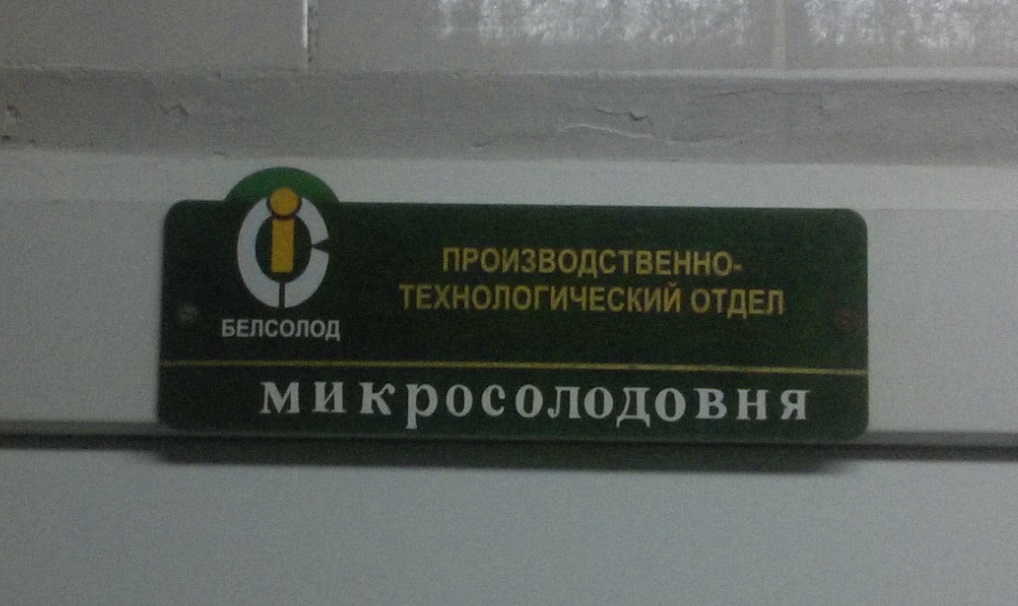 БЕЛСОЛОД
ПРОИЗВОДСТВЕННО-
ТЕХНОЛОГИЧЕСКИЙ ОТДЕЛ
микросолодовня